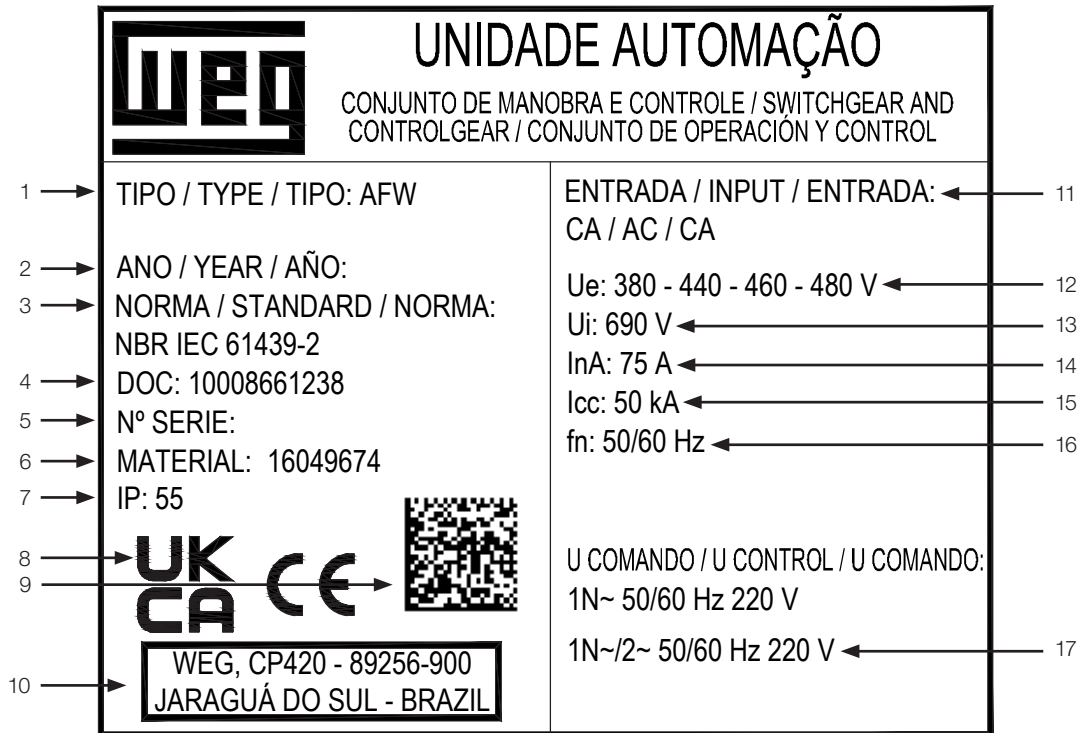 weg
UNIDADE AUTOMAÇÃO
CONJUNTO DE MANOBRA E CONTROLE / SWITCHGEAR AND
CONTROLGEAR / CONJUNTO DE OPERACIÓN Y CONTROL
1
TIPO / TYPE / TIPO: AFW
2
ANO / YEAR / AÑO:
3
NORMA / STANDARD / NORMA:
NBR IEC 61439-2
4
DOC: 10008661238
5
Nº SERIE:
6
MATERIAL: 16049674
7
IP: 55
8
UK
CA
CE
9
10
WEG, CP420 - 89256-900
JARAGUÁ DO SUL - BRAZIL
ENTRADA / INPUT / ENTRADA:
11
CA / AC / CA
Ue: 380 - 440 - 460 - 480 V
12
Ui: 690 V
13
InA: 75 A
14
Icc: 50 kA
15
fn: 50/60 Hz
16
U COMANDO / U CONTROL / U COMANDO:
1N~ 50/60 Hz 220 V
1N~/2~ 50/60 Hz 220 V
17